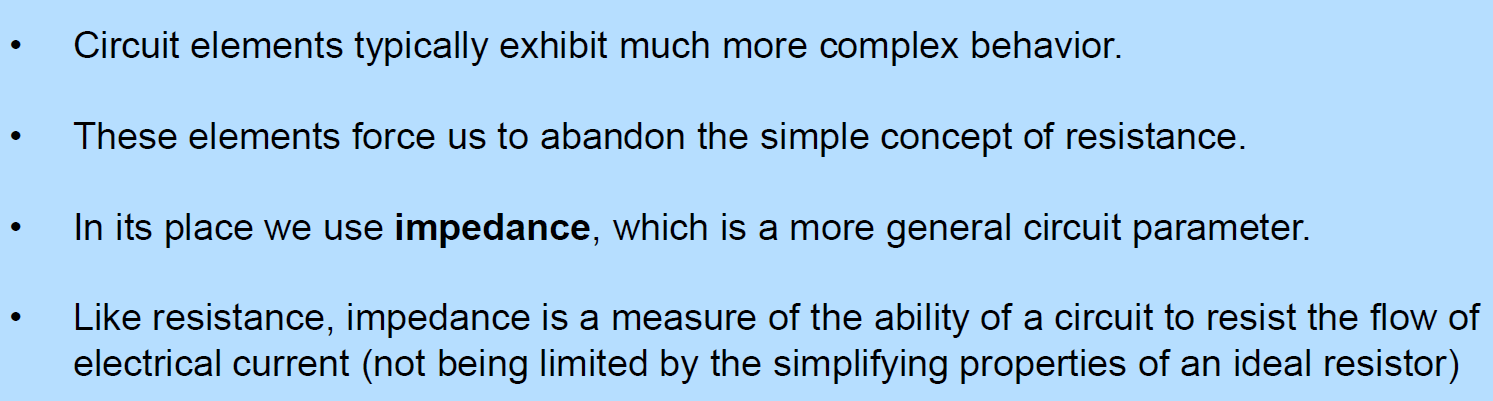 • Circuit elements typically exhibit much more complex behavior.
• These elements force us to abandon the simple concept of resistance.
• In its place we use impedance, which is a more general circuit parameter.
• Like resistance, impedance is a measure of the ability of a circuit to resist the flow of
electrical current (not being limited by the simplifying properties of an ideal resistor)